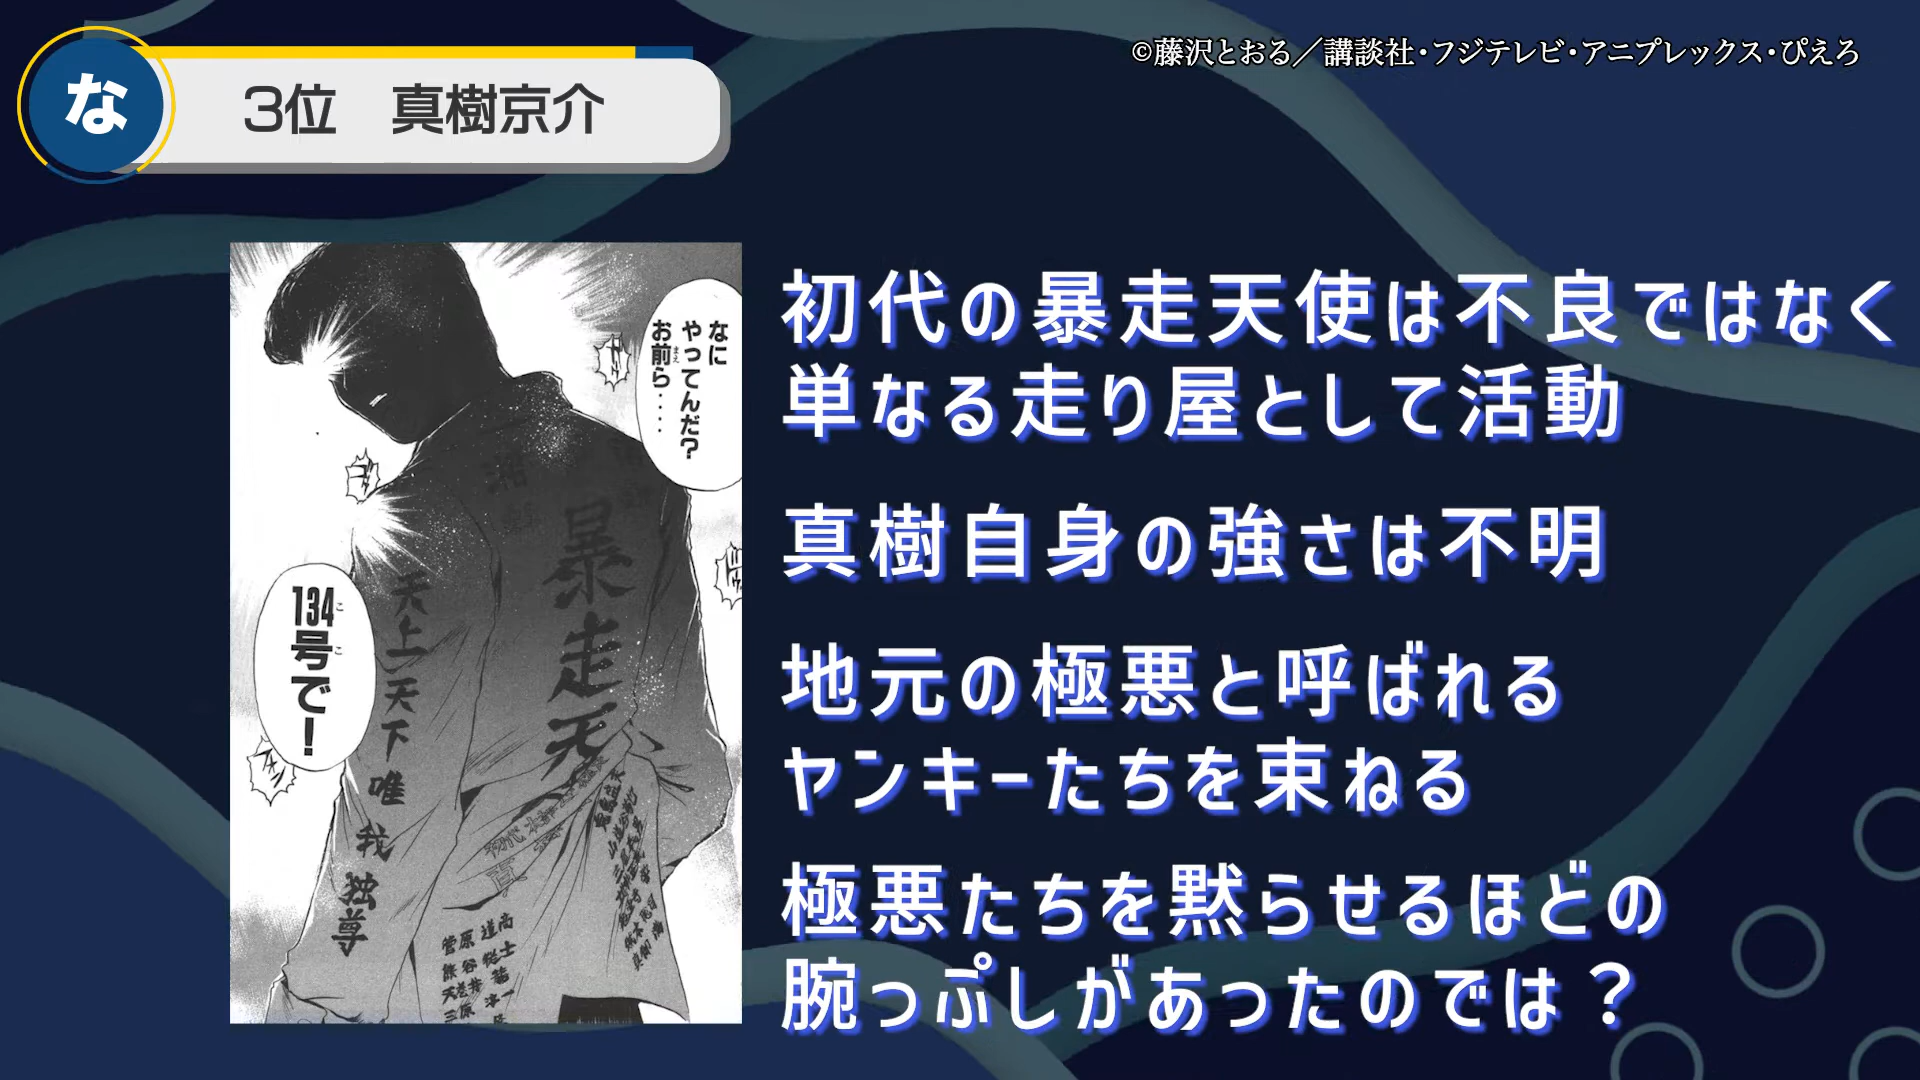 ©藤沢とおる／講談社・フジテレビ・アニプレックス・ぴえろ
な
3位　真樹京介
なに
やってんだ?
お前ら‥‥
134号で!
天上天下唯我独尊
暴走天
初代の暴走天使は不良ではなく
単なる走り屋として活動
真樹自身の強さは不明
地元の極悪と呼ばれる
ヤンキーたちを束ねる
極悪たちを黙らせるほどの
腕っぷしがあったのでは？